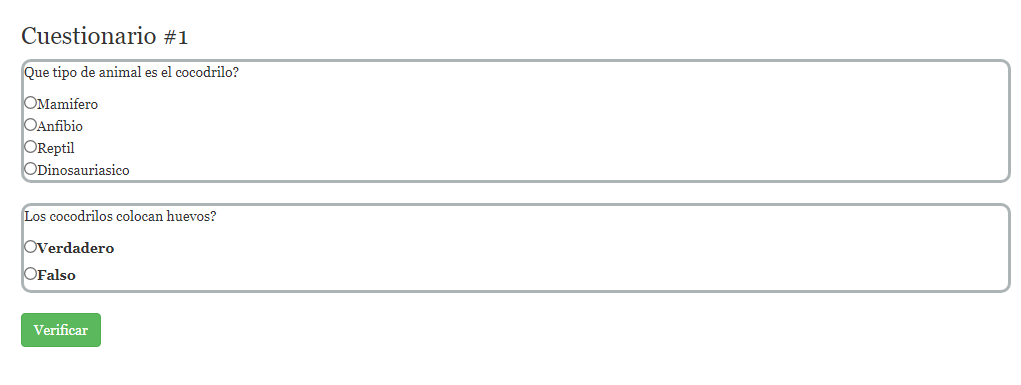 Cuestionario #1
Que tipo de animal es el cocodrilo?
Mamifero
Anfibio
Reptil
Dinosauriasico
Los cocodrilos colocan huevos?
Verdadero
Falso
Verificar